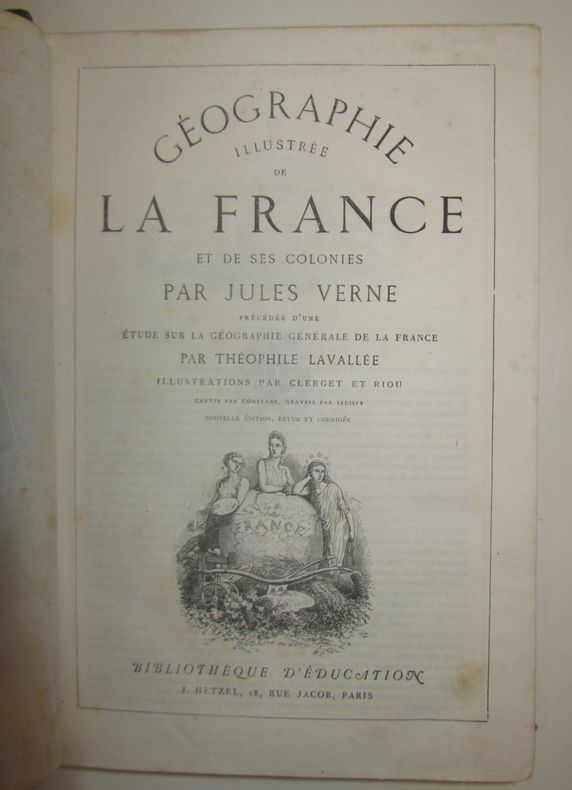 GÉOGRAPHIE
ILLUSTRÉE
DE
LA FRANCE
ET DE SES COLONIES
PAR JULES VERNE
PRÉCÉDÉE D'UNE
ÉTUDE SUR LA GÉOGRAPHIE GÉNÉRALE DE LA FRANCE
PAR THÉOPHILE LAVALLÉE
ILLUSTRATIONS PAR CLERGET ET RIOU
CARTES PAR CONSTANS, GRAVÉES PAR SEDILLE
NOUVELLE ÉDITION, REVUE ET CORRIGÉE
FRANCE
BIBLIOTHÈQUE D'ÉDUCATION
J. HETZEL, 18, RUE JACOB, PARIS